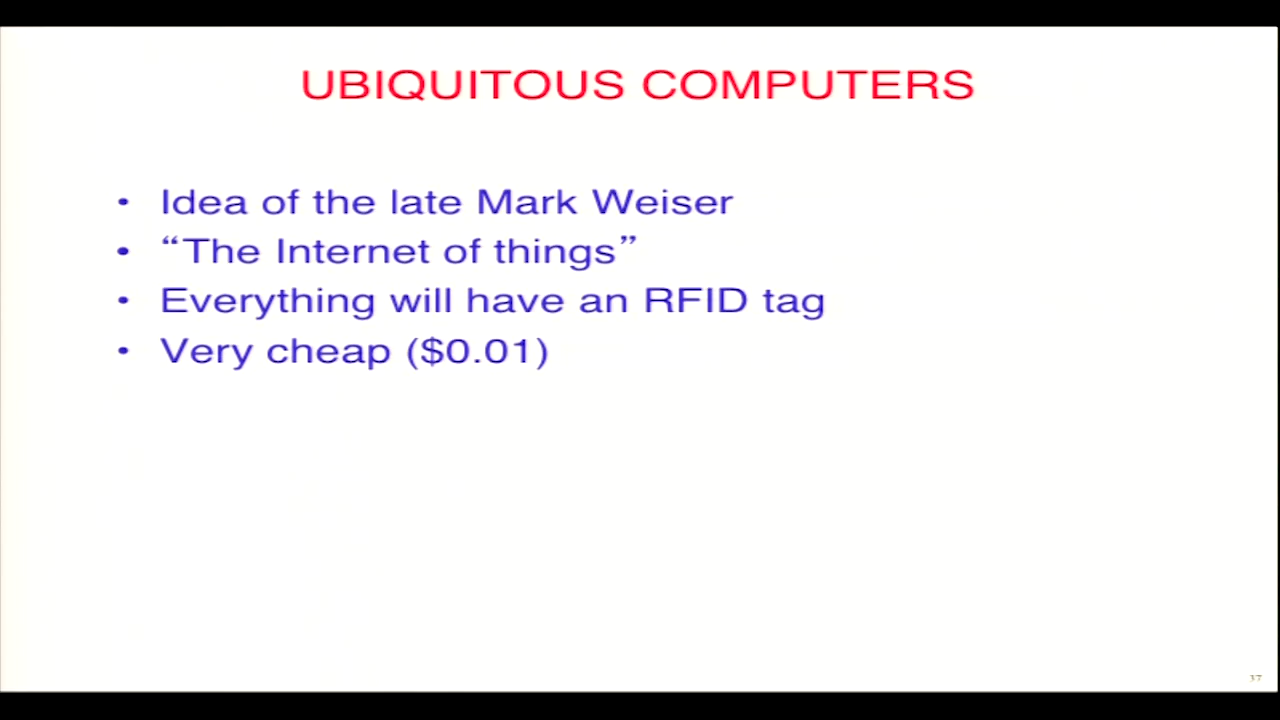 UBIQUITOUS COMPUTERS
• Idea of the late Mark Weiser
• “The Internet of things”
• Everything will have an RFID tag
• Very cheap ($0.01)
37